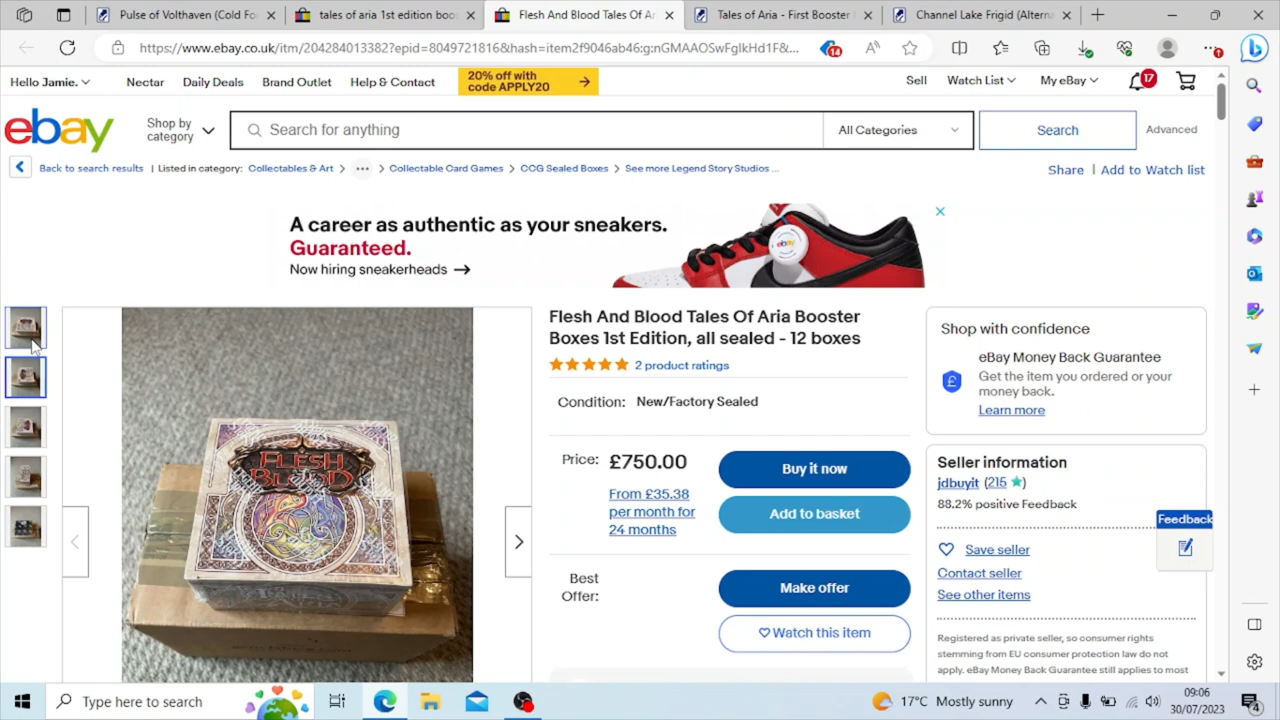 Pulse of Volthaven (Cold Fo
tales of aria 1st edition boos
Flesh And Blood Tales Of Ar
Tales of Aria - First Booster
Channel Lake Frigid (Alterna
https://www.ebay.co.uk/itm/204284013382?epid=8049721816&hash=item2f9046ab46:g:nGMAAOSwFgIkHd1F&...
14
Hello Jamie.
Nectar
Daily Deals
Brand Outlet
Help & Contact
20% off with
code APPLY20
Sell
Watch List
My eBay
17
ebay
Shop by
category
Search for anything
All Categories
Search
Advanced
Back to search results
Listed in category:
Collectables & Art
Collectable Card Games
CCG Sealed Boxes
See more Legend Story Studios ...
Share
Add to Watch list
A career as authentic as your sneakers.
Guaranteed.
Now hiring sneakerheads
ebay
FLESH
BLOOD
Flesh And Blood Tales Of Aria Booster
Boxes 1st Edition, all sealed - 12 boxes
2 product ratings
Condition: New/Factory Sealed
Price: £750.00
From £35.38
per month for
24 months
Buy it now
Add to basket
Best
Offer:
Make offer
Watch this item
Shop with confidence
eBay Money Back Guarantee
Get the item you ordered or your
money back.
Learn more
Seller information
jdbuyit (215)
88.2% positive Feedback
Feedback
Save seller
Contact seller
See other items
Registered as private seller, so consumer rights
stemming from EU consumer protection law do not
apply. eBay Money Back Guarantee still applies to most
Type here to search
17°C Mostly sunny
09:06
30/07/2023
4